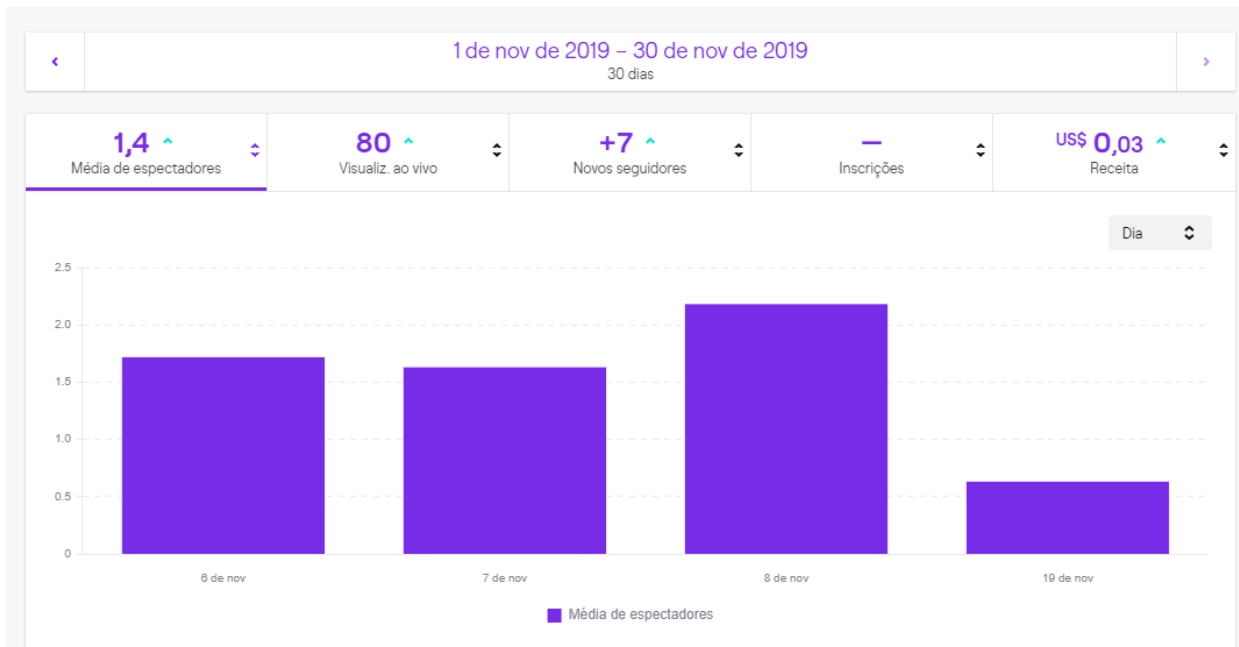 1 de nov de 2019 – 30 de nov de 2019
30 dias
1,4
Média de espectadores
80
Visualiz. ao vivo
+7
Novos seguidores
—
Inscrições
US$ 0,03
Receita
Dia
2.5
2.0
1.5
1.0
0.5
0
6 de nov
7 de nov
8 de nov
19 de nov
Média de espectadores